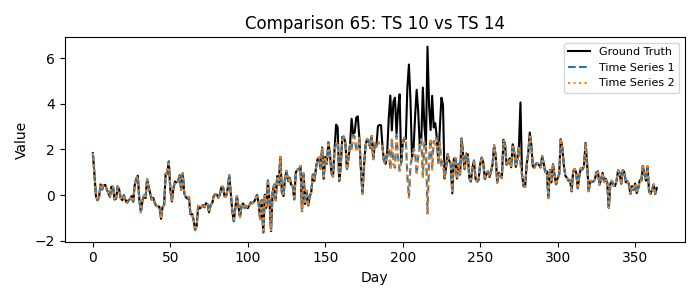 Comparison 65: TS 10 vs TS 14
Value
6
4
2
0
−2
Ground Truth
Time Series 1
Time Series 2
0 50 100 150 200 250 300 350
Day